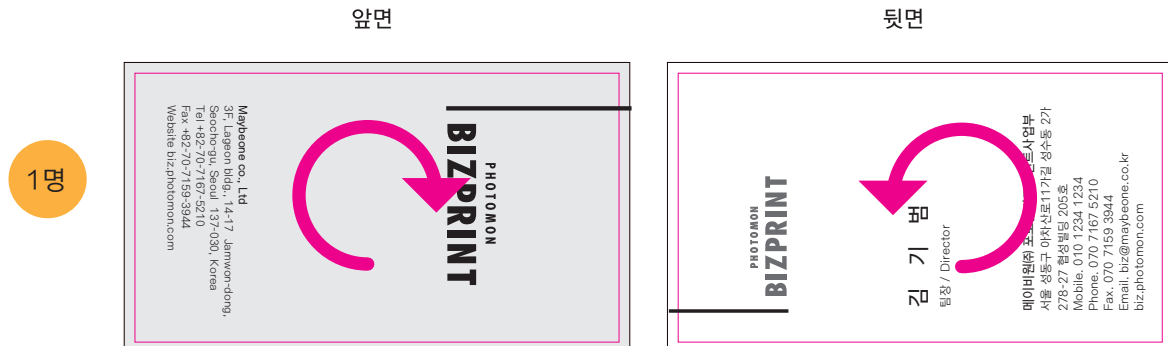 앞면
뒷면
1명
PHOTOMON
BIZPRINT
Maybeone co., Ltd
3F, Lageon bldg., 14-17 Jamwon-dong,
Seocho-gu, Seoul 137-030, Korea
Tel +82-70-7167-5210
Fax +82-70-7159-3944
Website biz.photomon.com
PHOTOMON
BIZPRINT
김 기 범
팀장 / Director
메이비원(주) 사업부
서울 성동구 아차산로11가길 성수동 2가
278-27 협성빌딩 205호
Mobile. 010 1234 1234
Phone. 070 7167 5210
Fax. 070 7159 3944
Email. biz@maybeone.co.kr
biz.photomon.com